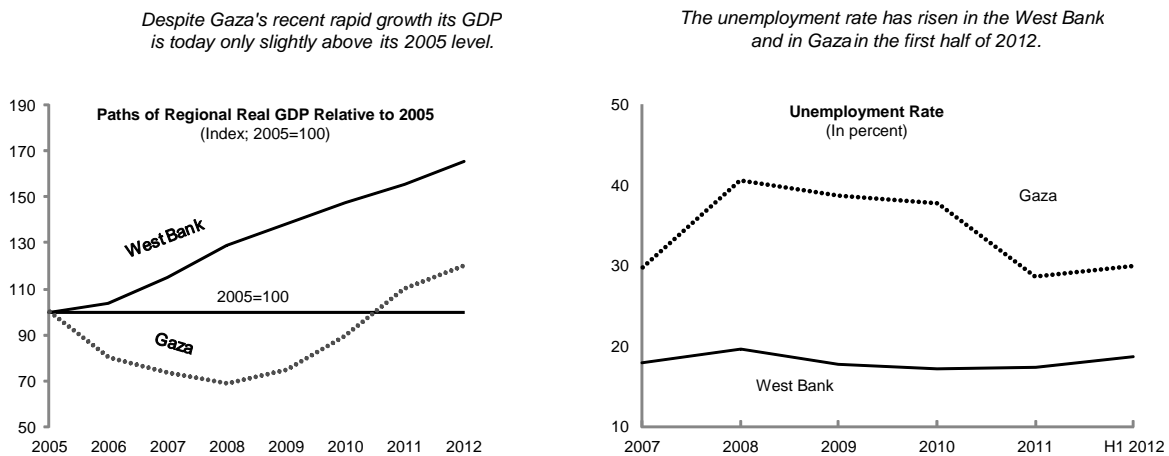 Despite Gaza's recent rapid growth its GDP
is today only slightly above its 2005 level.
190
170
150
130
110
90
70
50
Paths of Regional Real GDP Relative to 2005
(Index; 2005=100)
West Bank
2005=100
Gaza
2005 2006 2007 2008 2009 2010 2011 2012
The unemployment rate has risen in the West Bank
and in Gaza in the first half of 2012.
50
40
30
20
10
Unemployment Rate
(In percent)
Gaza
West Bank
2007 2008 2009 2010 2011 H1 2012